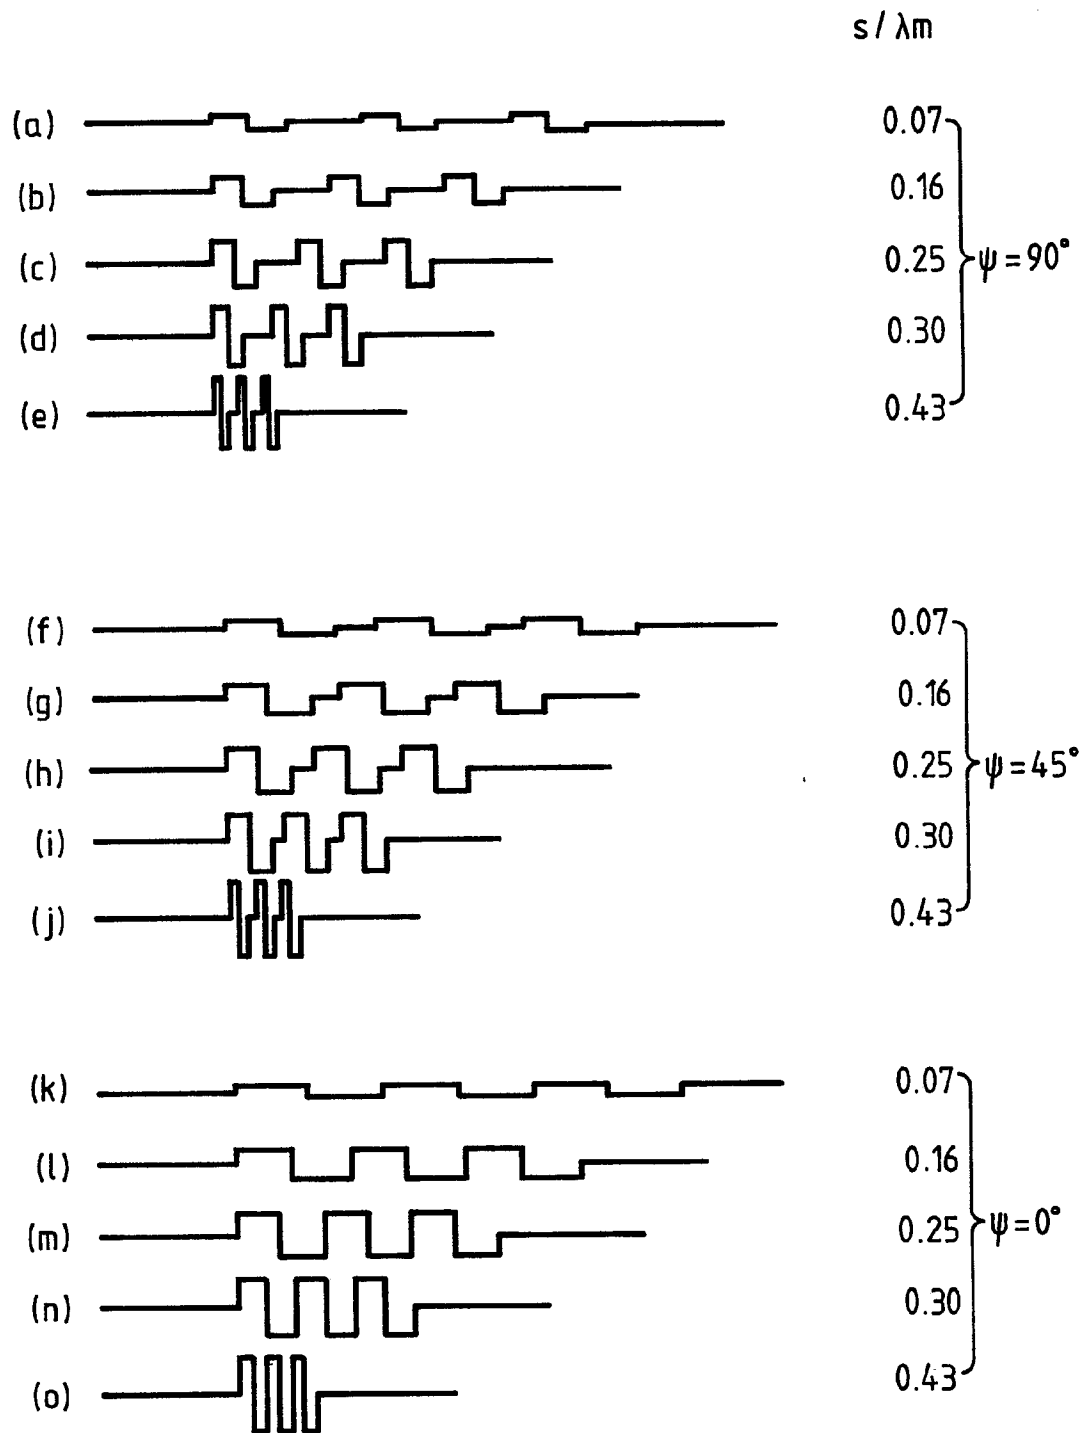 s / λm
(a) 0.07
(b) 0.16
(c) 0.25 ψ = 90°
(d) 0.30
(e) 0.43
(f) 0.07
(g) 0.16
(h) 0.25 ψ = 45°
(i) 0.30
(j) 0.43
(k) 0.07
(l) 0.16
(m) 0.25 ψ = 0°
(n) 0.30
(o) 0.43